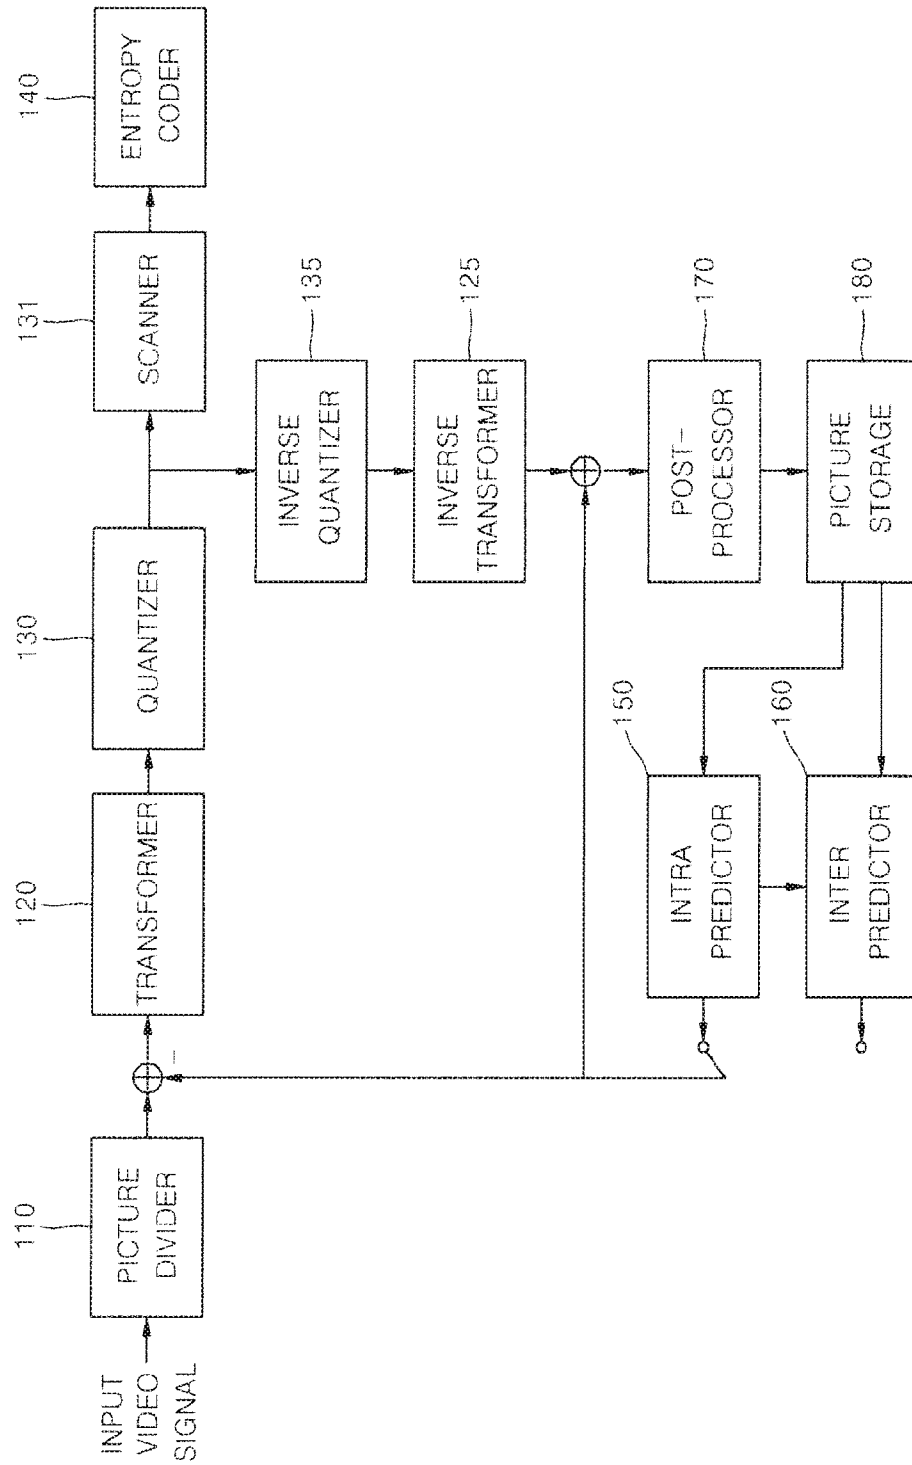 INPUT
VIDEO
SIGNAL
110
PICTURE
DIVIDER
–
120
TRANSFORMER
130
QUANTIZER
131
SCANNER
140
ENTROPY
CODER
135
INVERSE
QUANTIZER
125
INVERSE
TRANSFORMER
150
INTRA
PREDICTOR
170
POST-
PROCESSOR
160
INTER
PREDICTOR
180
PICTURE
STORAGE